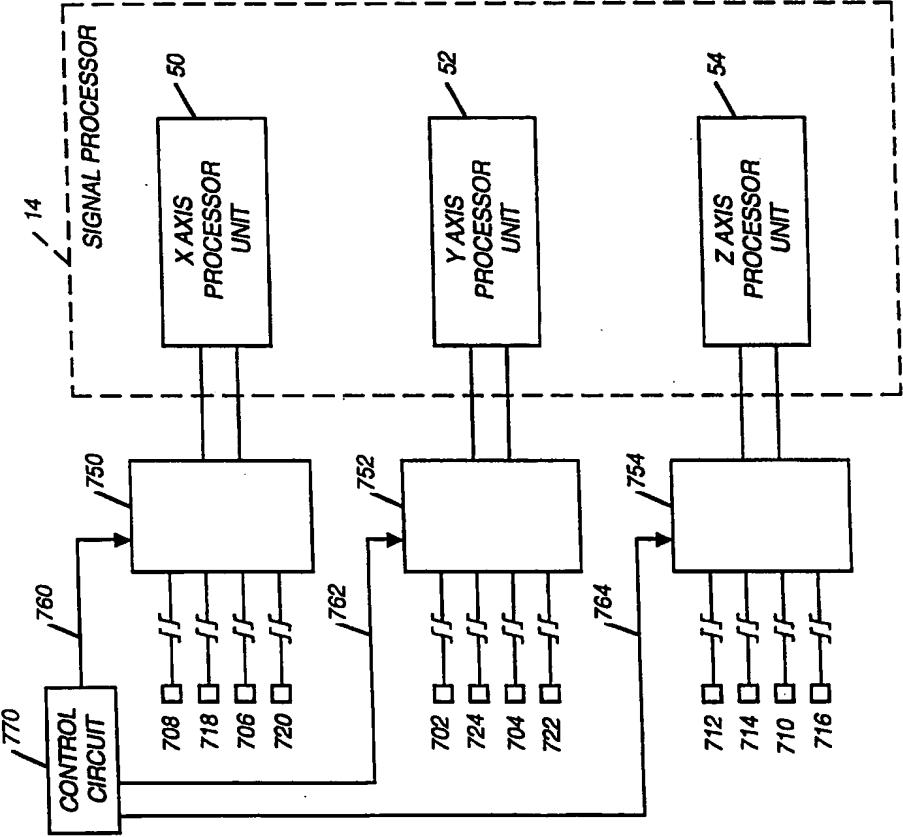 14
SIGNAL PROCESSOR
X AXIS
PROCESSOR
UNIT
50
Y AXIS
PROCESSOR
UNIT
52
Z AXIS
PROCESSOR
UNIT
54
750
752
754
760
762
764
770
CONTROL
CIRCUIT
708
718
706
720
702
724
704
722
712
714
710
716